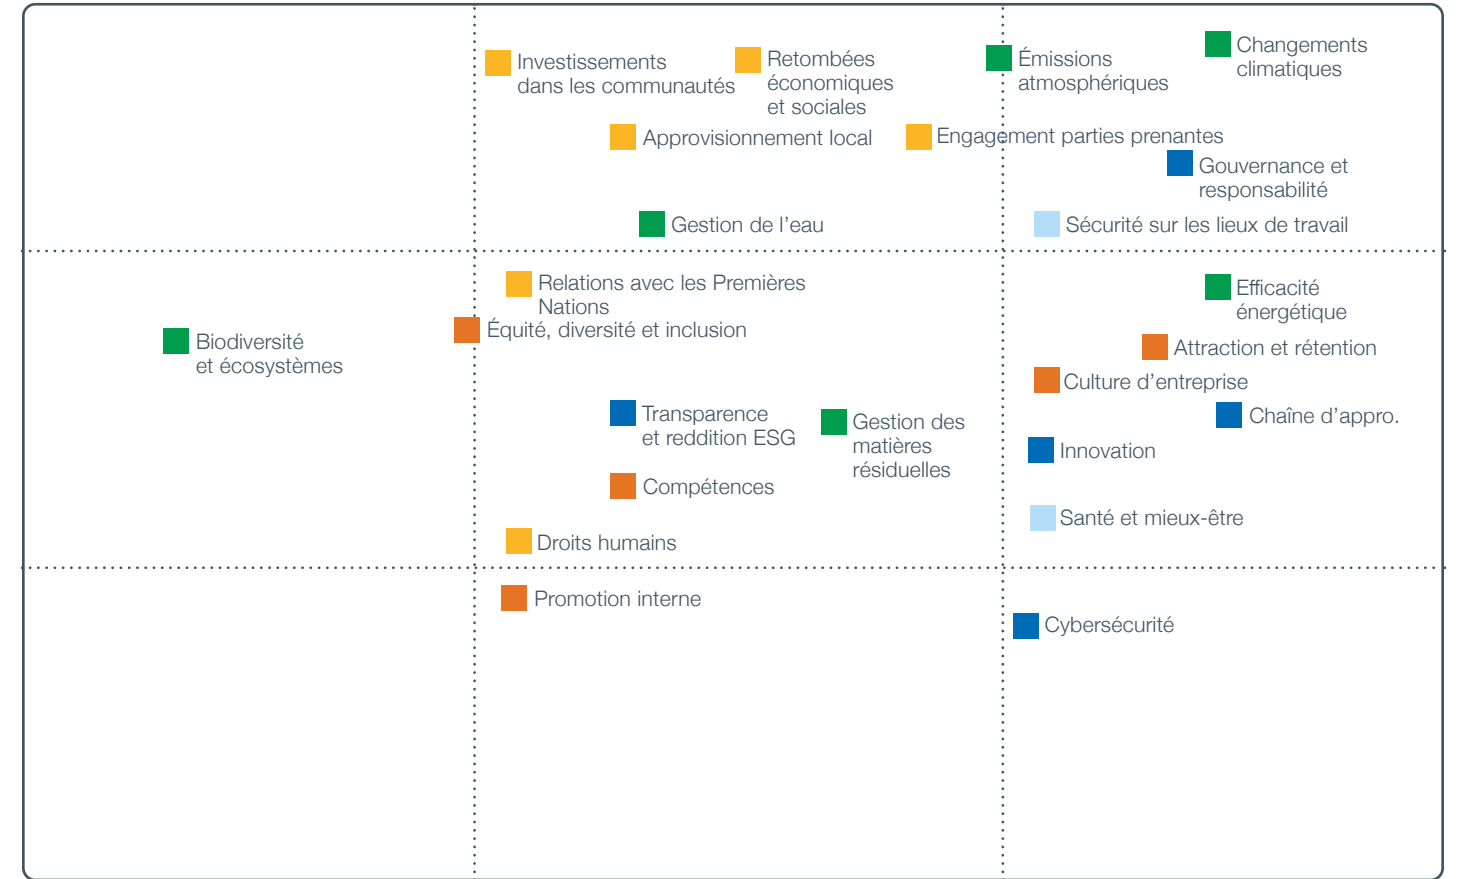 Investissements
dans les communautés
Retombées
économiques
et sociales
Émissions
atmosphériques
Changements
climatiques
Approvisionnement local
Engagement parties prenantes
Gouvernance et
responsabilité
Gestion de l’eau
Sécurité sur les lieux de travail
Relations avec les Premières
Nations
Efficacité
énergétique
Équité, diversité et inclusion
Biodiversité
et écosystèmes
Attraction et rétention
Culture d’entreprise
Transparence
et reddition ESG
Gestion des
matières
résiduelles
Chaîne d’appro.
Innovation
Compétences
Santé et mieux-être
Droits humains
Promotion interne
Cybersécurité